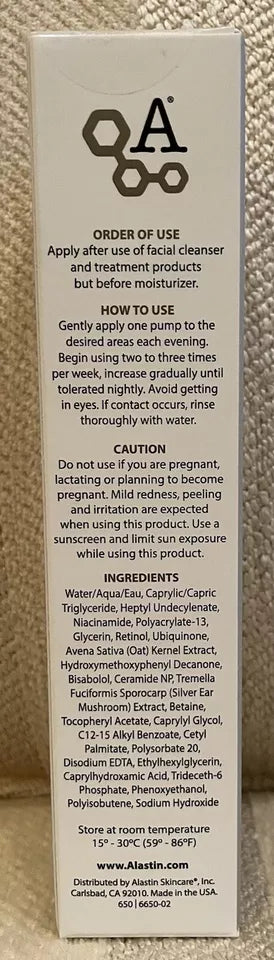 A®
ORDER OF USE
Apply after use of facial cleanser
and treatment products
but before moisturizer.
HOW TO USE
Gently apply one pump to the
desired areas each evening.
Begin using two to three times
per week, increase gradually until
tolerated nightly. Avoid getting
in eyes. If contact occurs, rinse
thoroughly with water.
CAUTION
Do not use if you are pregnant,
lactating or planning to become
pregnant. Mild redness, peeling
and irritation are expected
when using this product. Use a
sunscreen and limit sun exposure
while using this product.
INGREDIENTS
Water/Aqua/Eau, Caprylic/Capric
Triglyceride, Heptyl Undecylenate,
Niacinamide, Polyacrylate-13,
Glycerin, Retinol, Ubiquinone,
Avena Sativa (Oat) Kernel Extract,
Hydroxymethoxyphenyl Decanone,
Bisabolol, Ceramide NP, Tremella
Fuciformis Sporocarp (Silver Ear
Mushroom) Extract, Betaine,
Tocopheryl Acetate, Caprylyl Glycol,
C12-15 Alkyl Benzoate, Cetyl
Palmitate, Polysorbate 20,
Disodium EDTA, Ethylhexylglycerin,
Caprylhydroxamic Acid, Trideceth-6
Phosphate, Phenoxyethanol,
Polyisobutene, Sodium Hydroxide
Store at room temperature
15º - 30ºC (59º - 86ºF)
www.Alastin.com
Distributed by Alastin Skincare®, Inc.
Carlsbad, CA 92010. Made in the USA.
650 | 6650-02